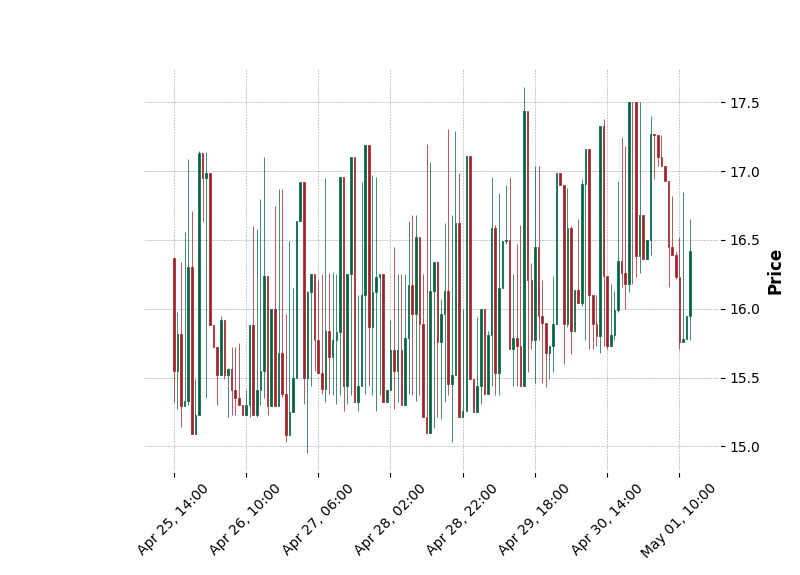 17.5
17.0
16.5
16.0
15.5
15.0
Price
Apr 25, 14:00
Apr 26, 10:00
Apr 27, 06:00
Apr 28, 02:00
Apr 28, 22:00
Apr 29, 18:00
Apr 30, 14:00
May 01, 10:00